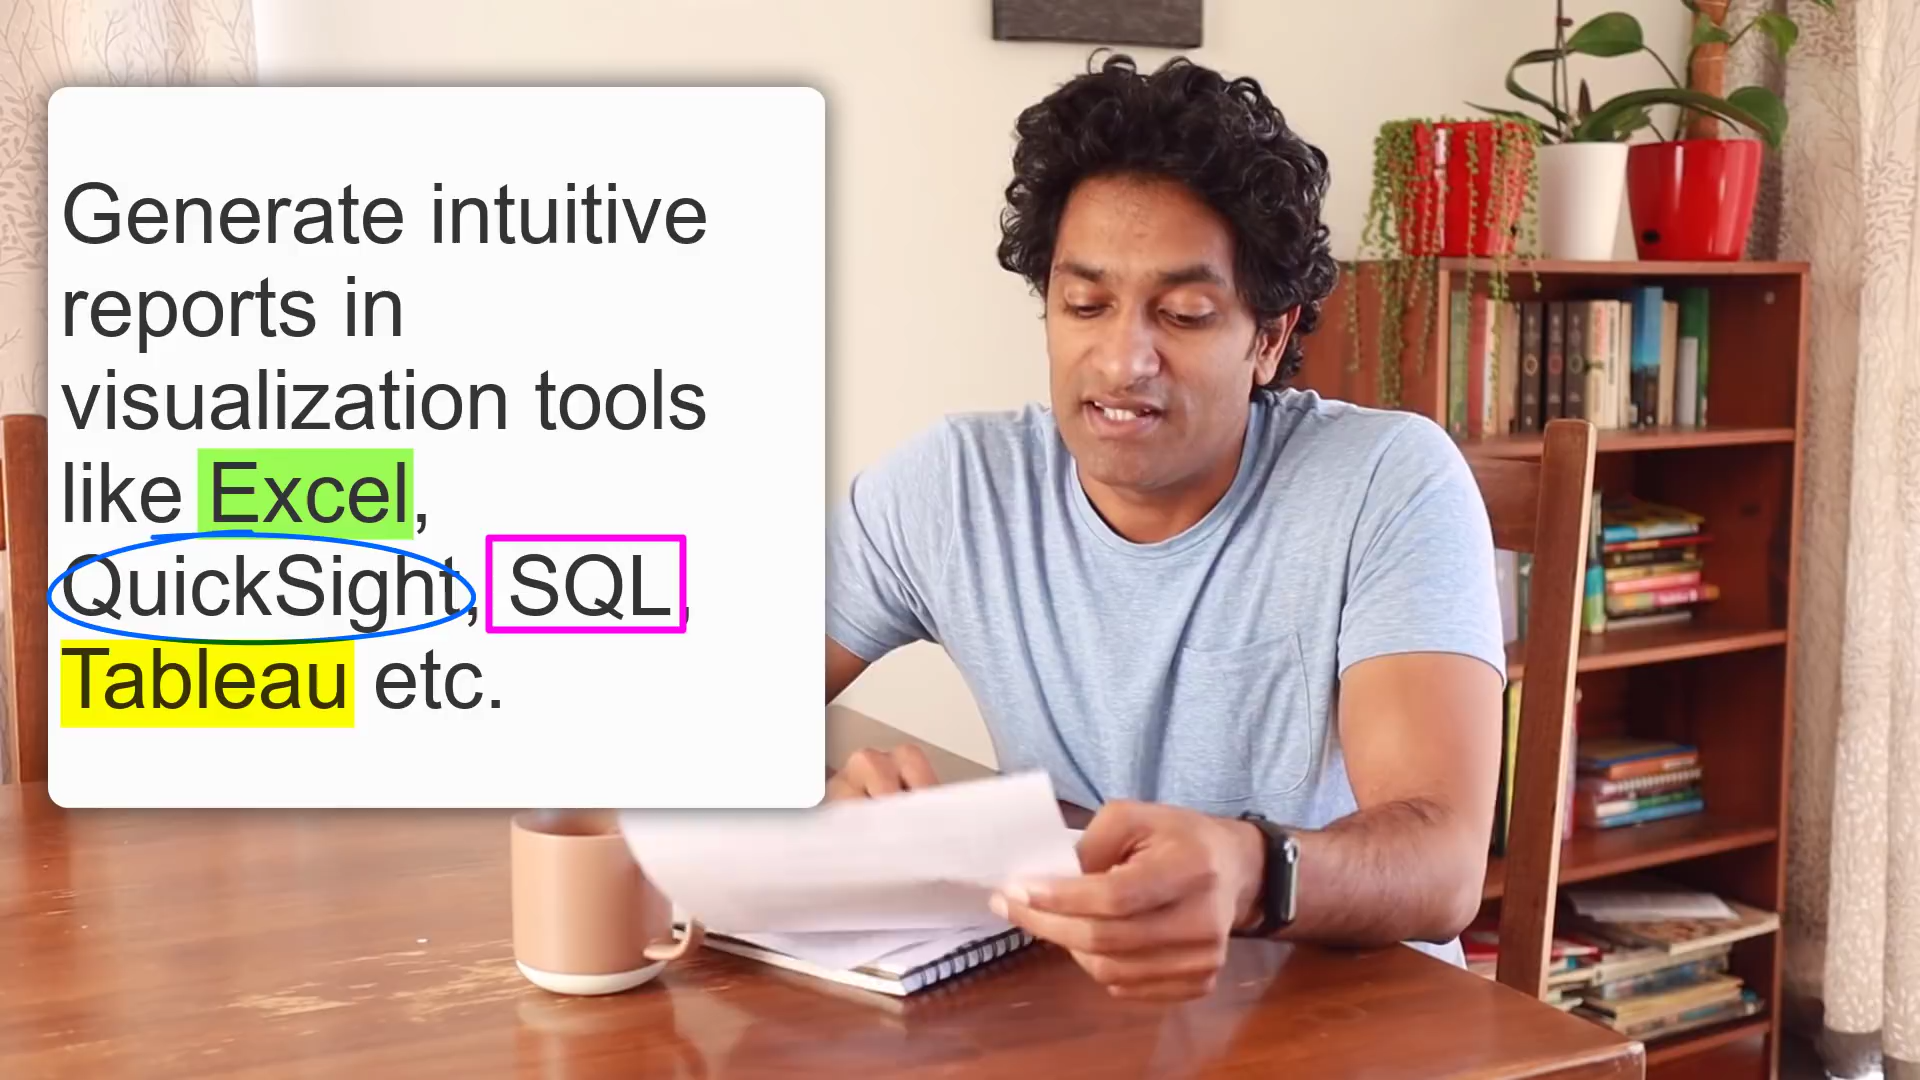 Generate intuitive
reports in
visualization tools
like Excel,
QuickSight, SQL,
Tableau etc.